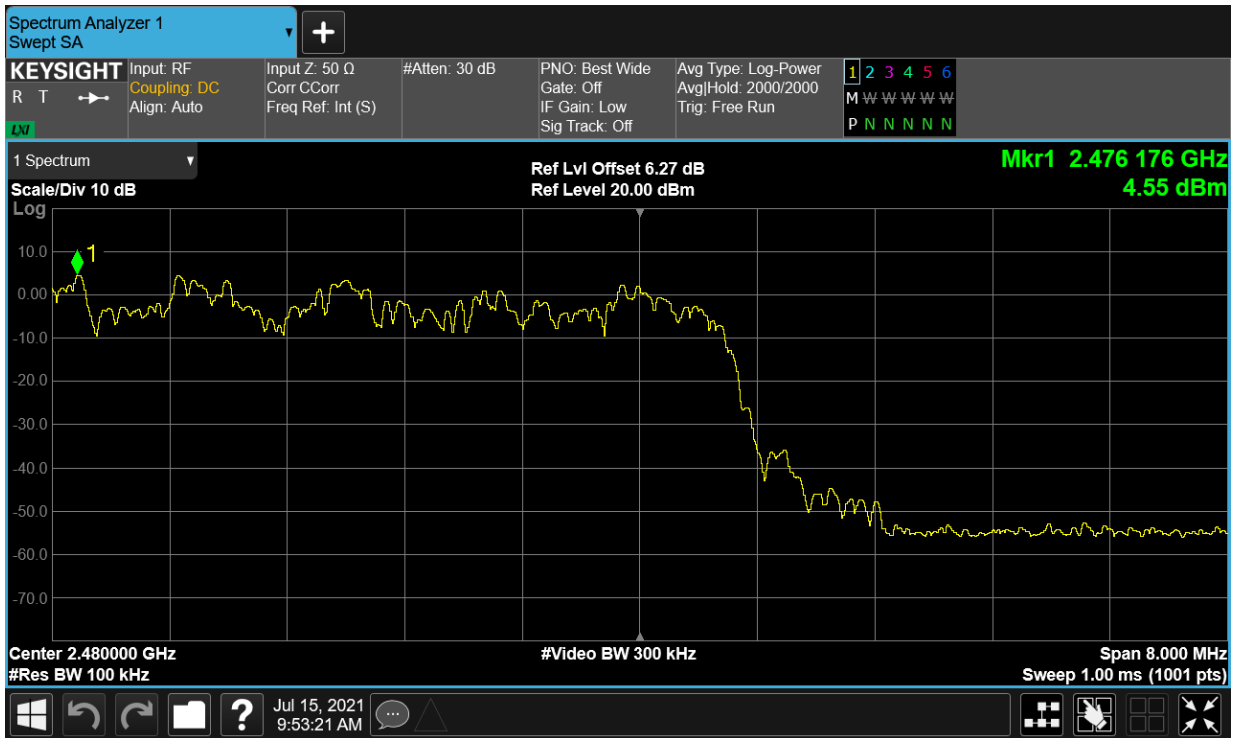 Spectrum Analyzer 1
Swept SA
KEYSIGHT
R T
LXI
Input: RF
Coupling: DC
Align: Auto
Input Z: 50 Ω
Corr CCorr
Freq Ref: Int (S)
#Atten: 30 dB
PNO: Best Wide
Gate: Off
IF Gain: Low
Sig Track: Off
Avg Type: Log-Power
Avg|Hold: 2000/2000
Trig: Free Run
1 2 3 4 5 6
M W W W W W
P N N N N N
1 Spectrum
Scale/Div 10 dB
Log
Ref Lvl Offset 6.27 dB
Ref Level 20.00 dBm
Mkr1 2.476 176 GHz
4.55 dBm
1
10.0
0.00
-10.0
-20.0
-30.0
-40.0
-50.0
-60.0
-70.0
Center 2.480000 GHz
#Res BW 100 kHz
#Video BW 300 kHz
Span 8.000 MHz
Sweep 1.00 ms (1001 pts)
?
Jul 15, 2021
9:53:21 AM